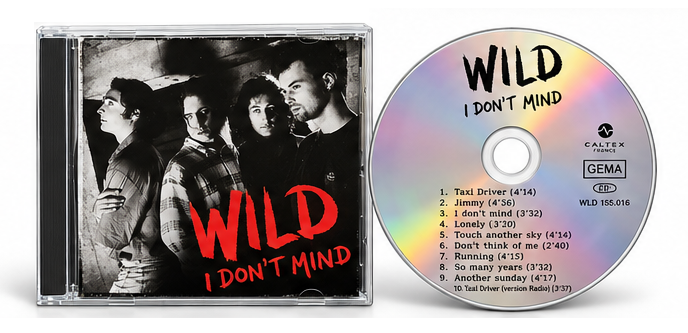 WILD
I DON'T MIND
WILD
I DON'T MIND
CALTEX
FRANCE
GEMA
CD
WLD 155.016
1. Taxi Driver (4'14)
2. Jimmy (4'56)
3. I don't mind (3'32)
4. Lonely (3'30)
5. Touch another sky (4'14)
6. Don't think of me (2'40)
7. Running (4'15)
8. So many years (3'32)
9. Another sunday (4'17)
10. Texl Driver (version Radio) (3'37)